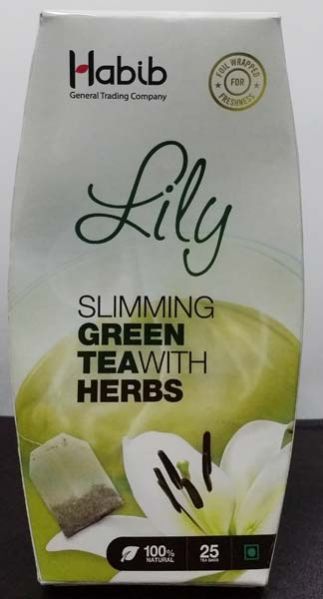 Habib
General Trading Company
FOIL WRAPPED
FOR
FRESHNESS
Lily
SLIMMING
GREEN
TEAWITH
HERBS
100%
NATURAL
25
TEA BAGS